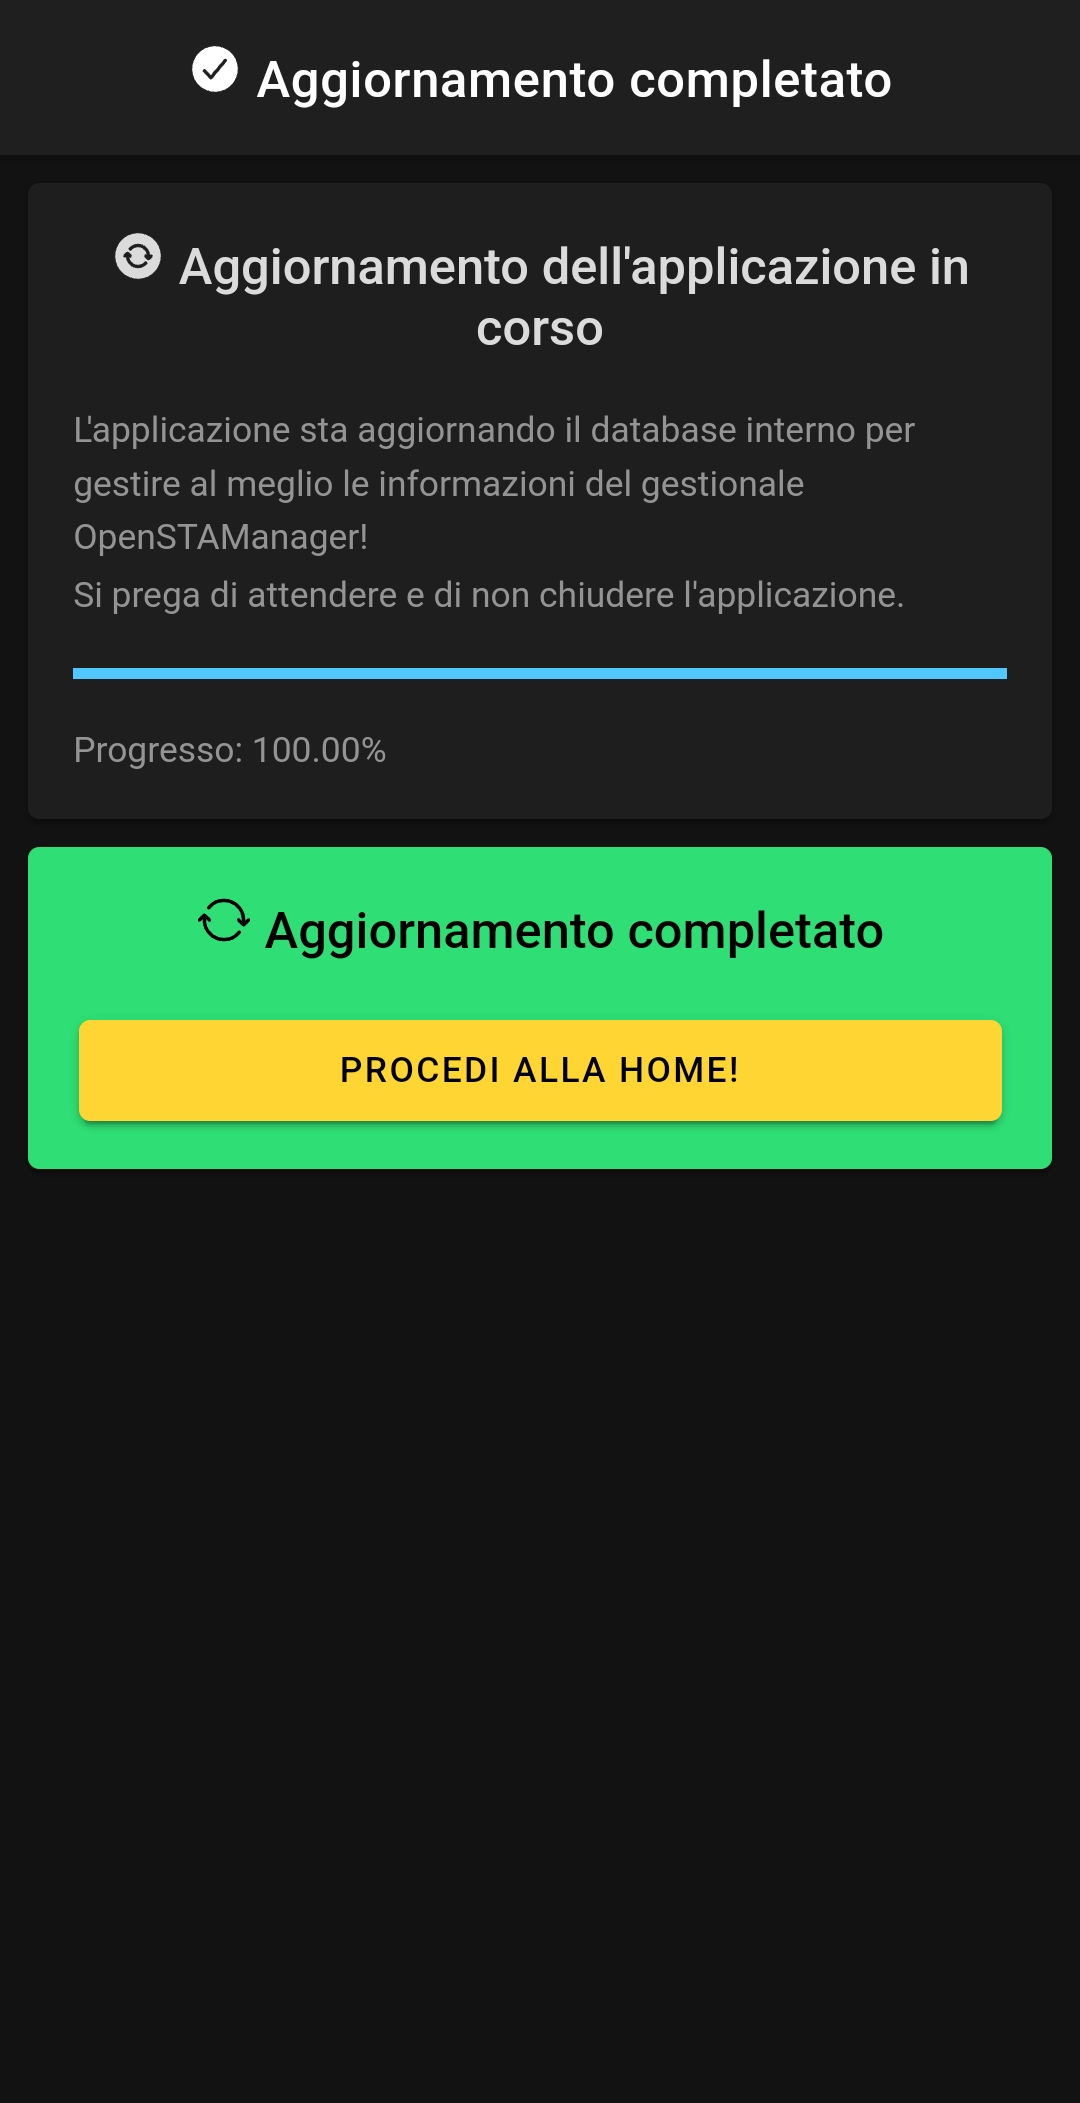 Aggiornamento completato
Aggiornamento dell'applicazione in
corso
L'applicazione sta aggiornando il database interno per
gestire al meglio le informazioni del gestionale
OpenSTAManager!
Si prega di attendere e di non chiudere l'applicazione.
Progresso: 100.00%
Aggiornamento completato
PROCEDI ALLA HOME!